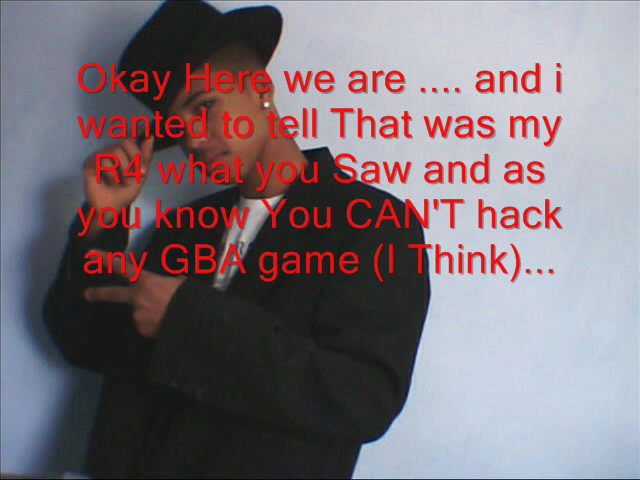 Okay Here we are .... and i
wanted to tell That was my
R4 what you Saw and as
you know You CAN'T hack
any GBA game (I Think)...